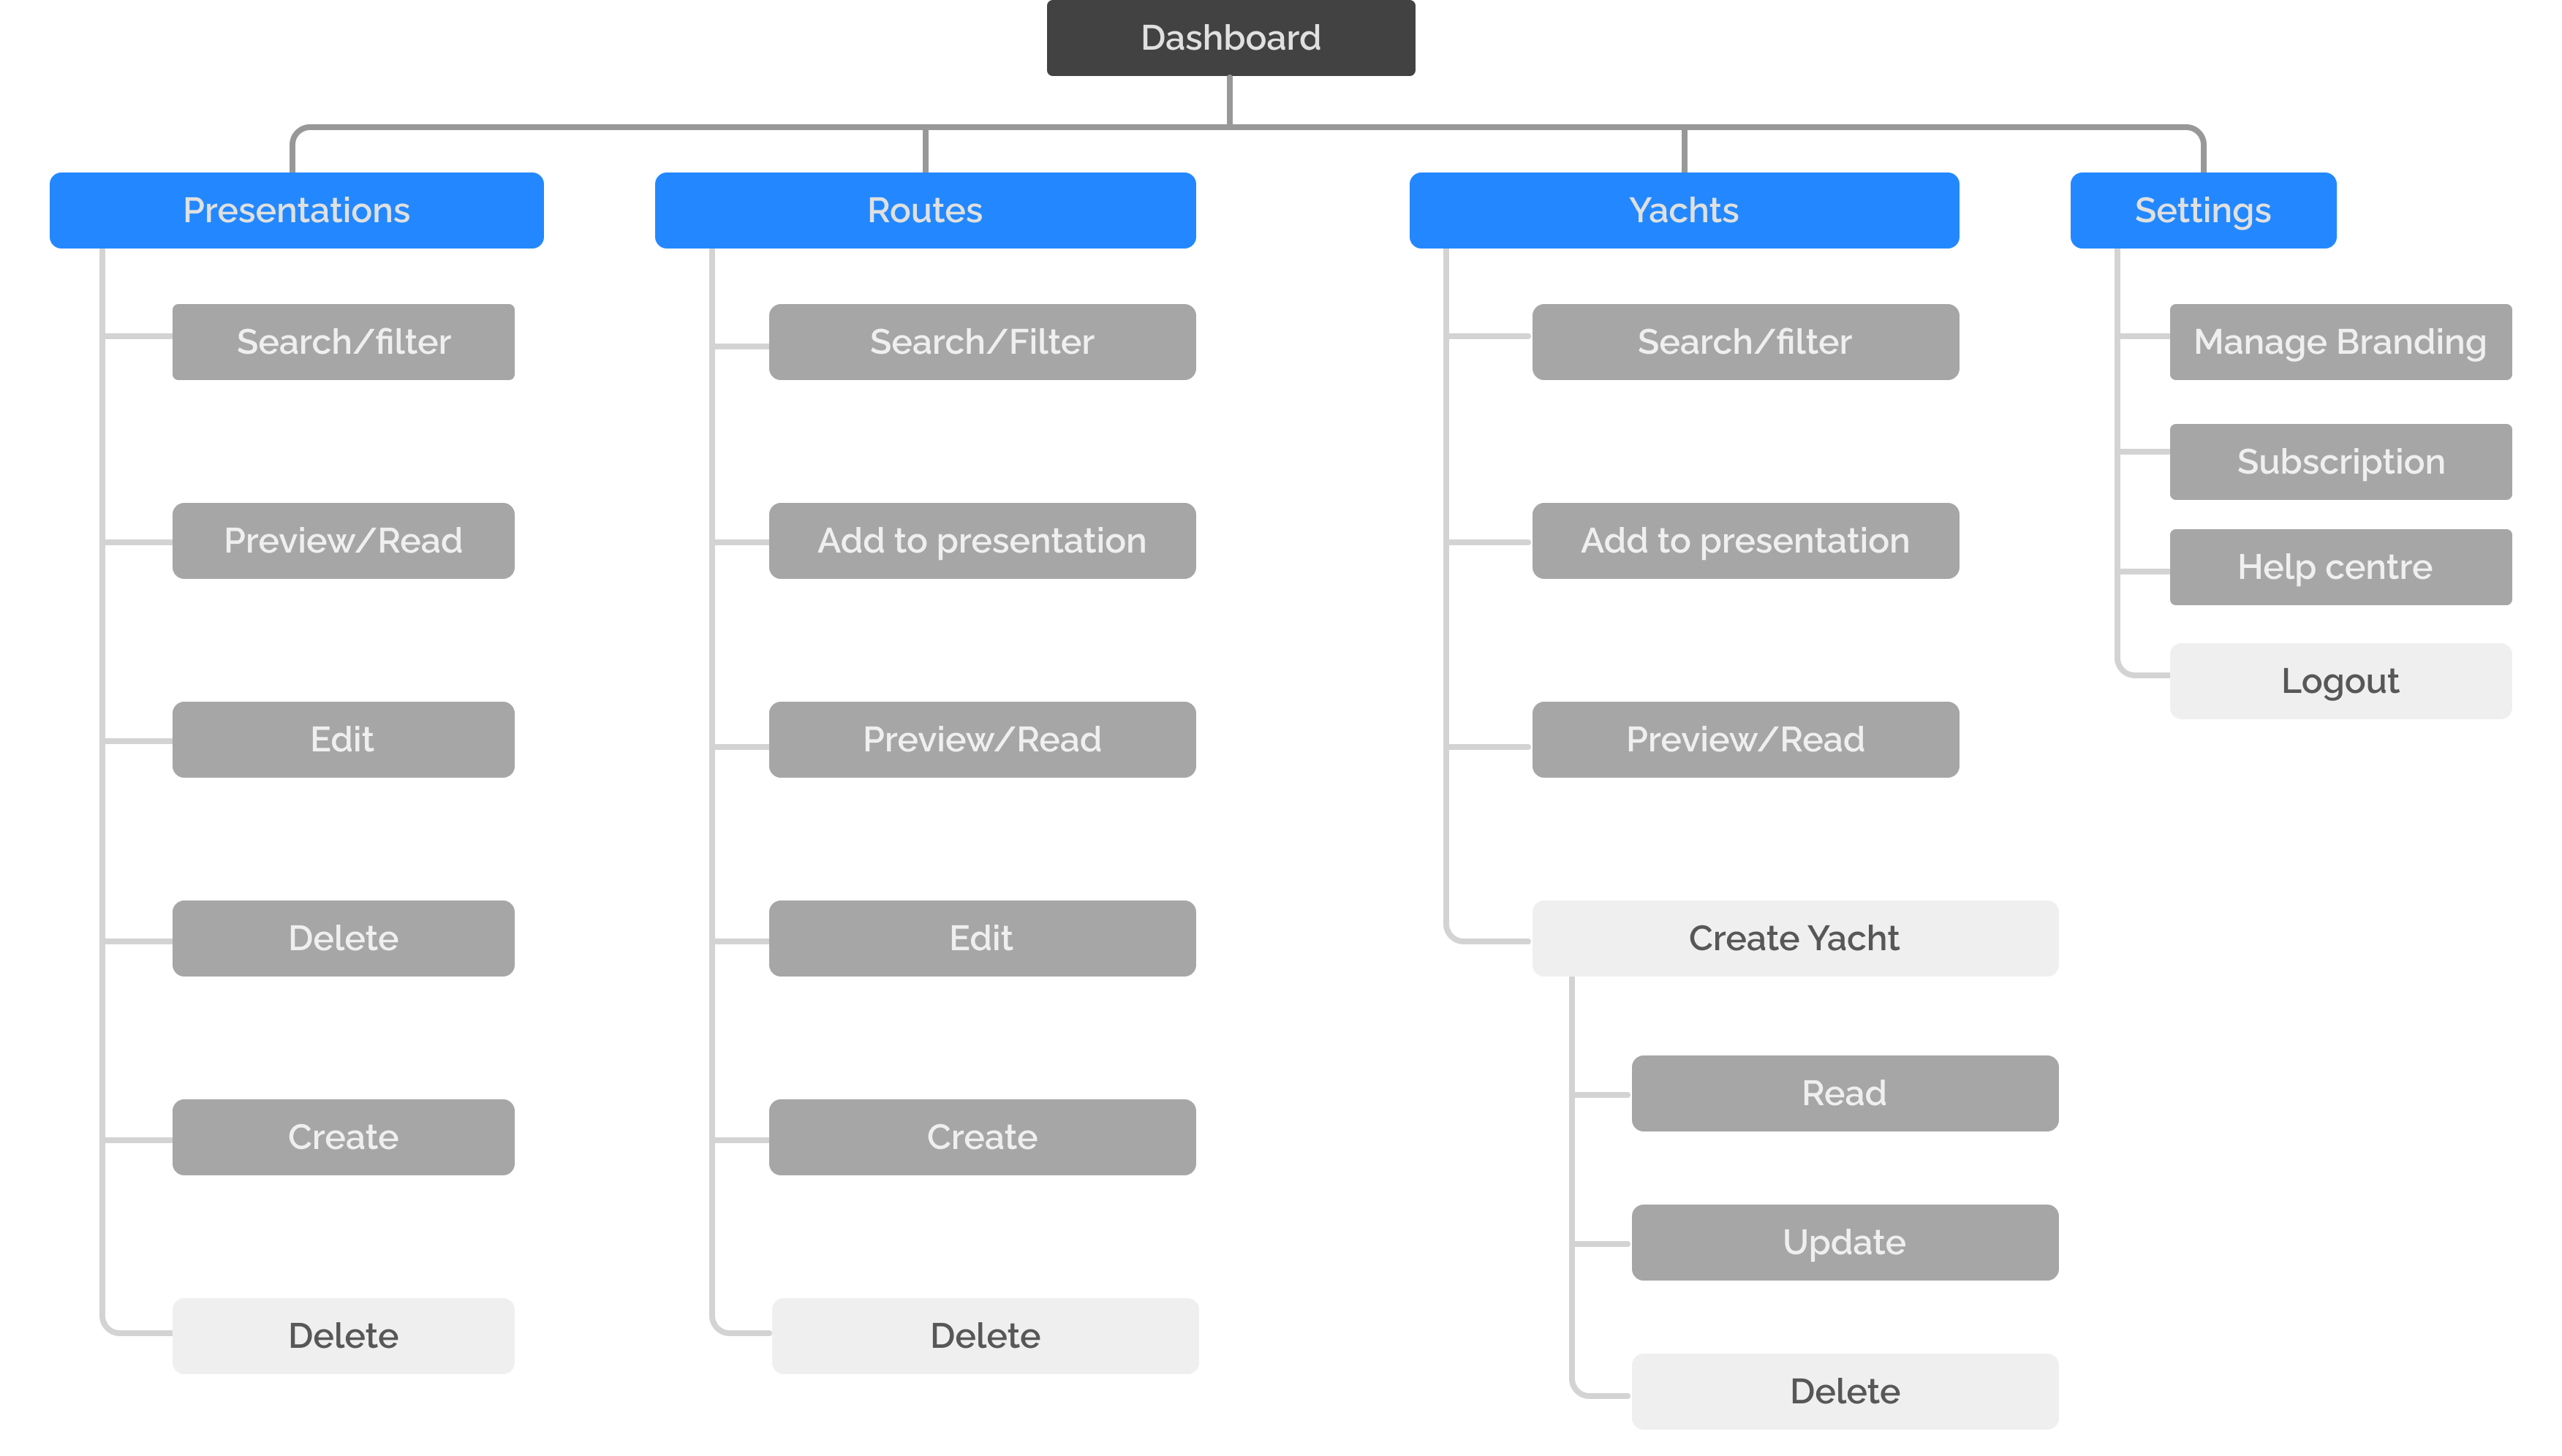 Dashboard
Presentations
Search/filter
Preview/Read
Edit
Delete
Create
Delete
Routes
Search/Filter
Add to presentation
Preview/Read
Edit
Create
Delete
Yachts
Search/filter
Add to presentation
Preview/Read
Create Yacht
Read
Update
Delete
Settings
Manage Branding
Subscription
Help centre
Logout